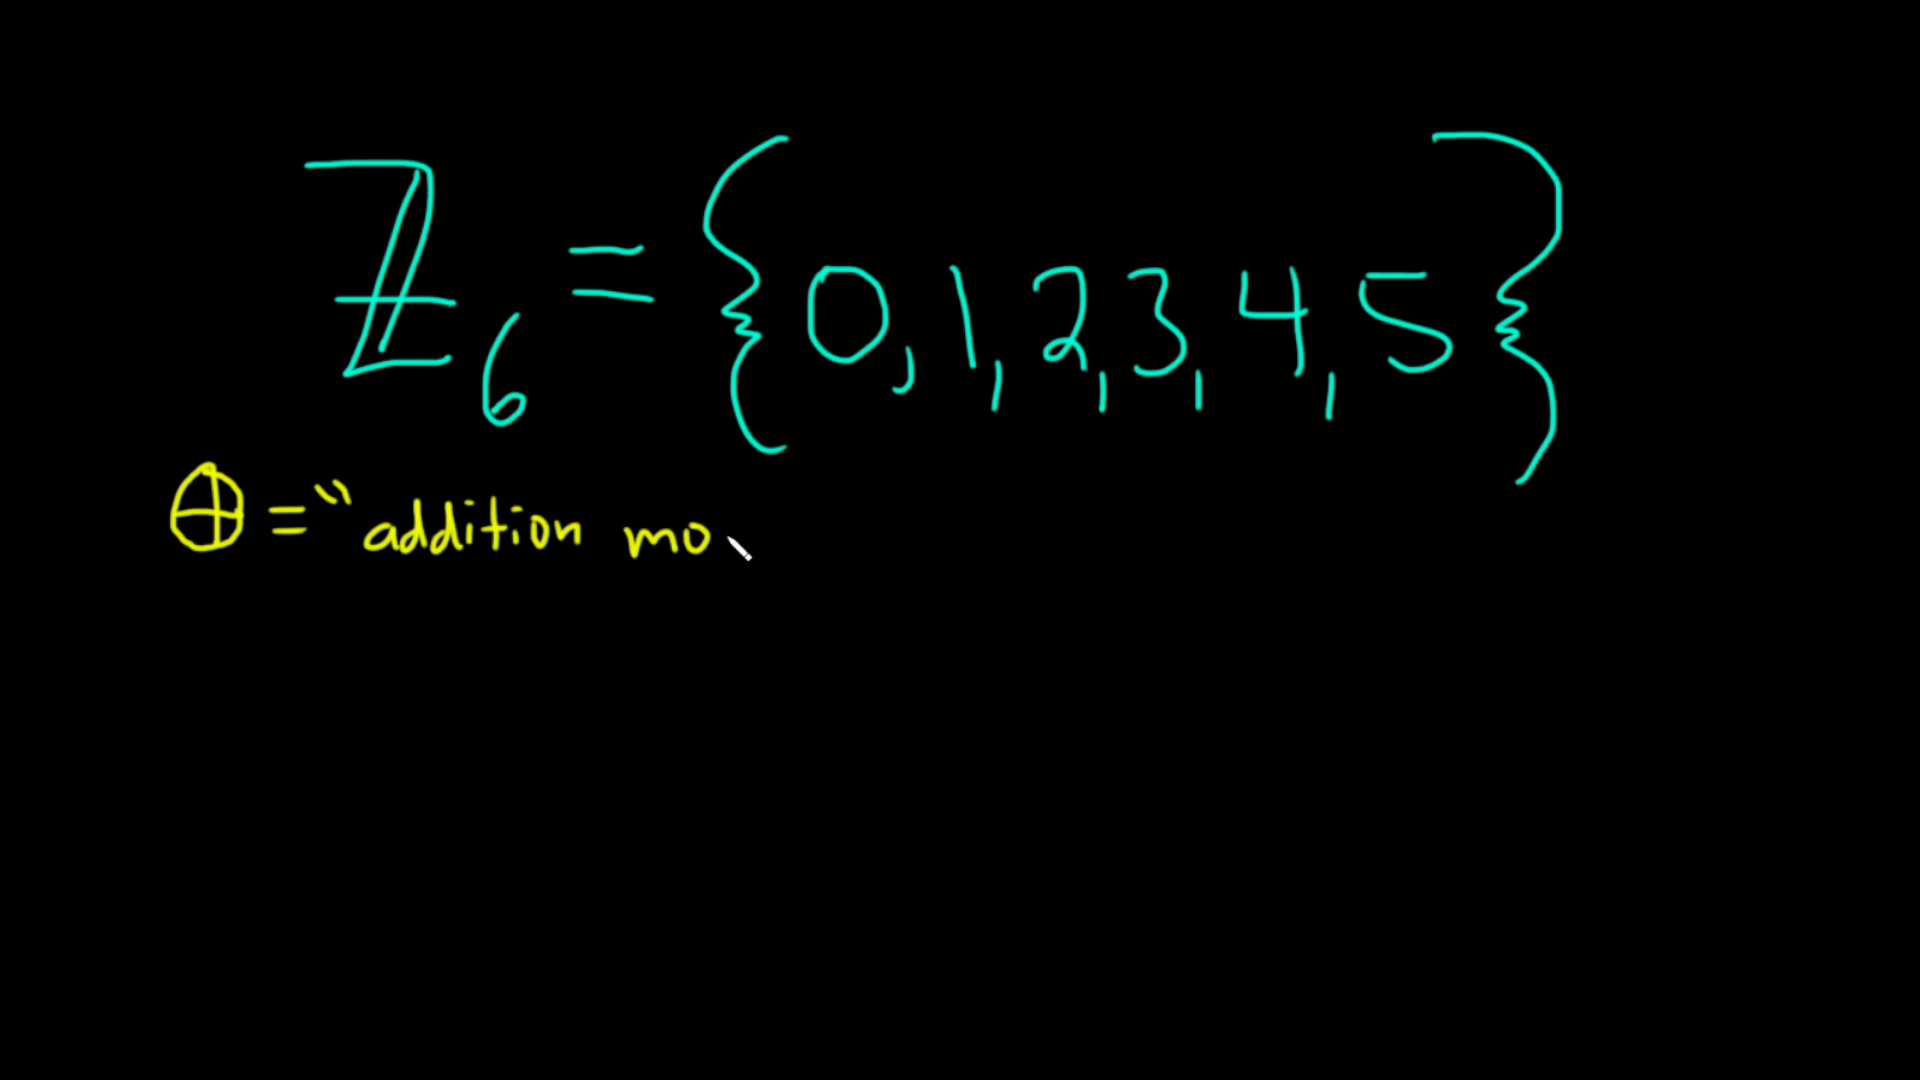 ℤ₆ = {0, 1, 2, 3, 4, 5}
⊕ = "addition mo